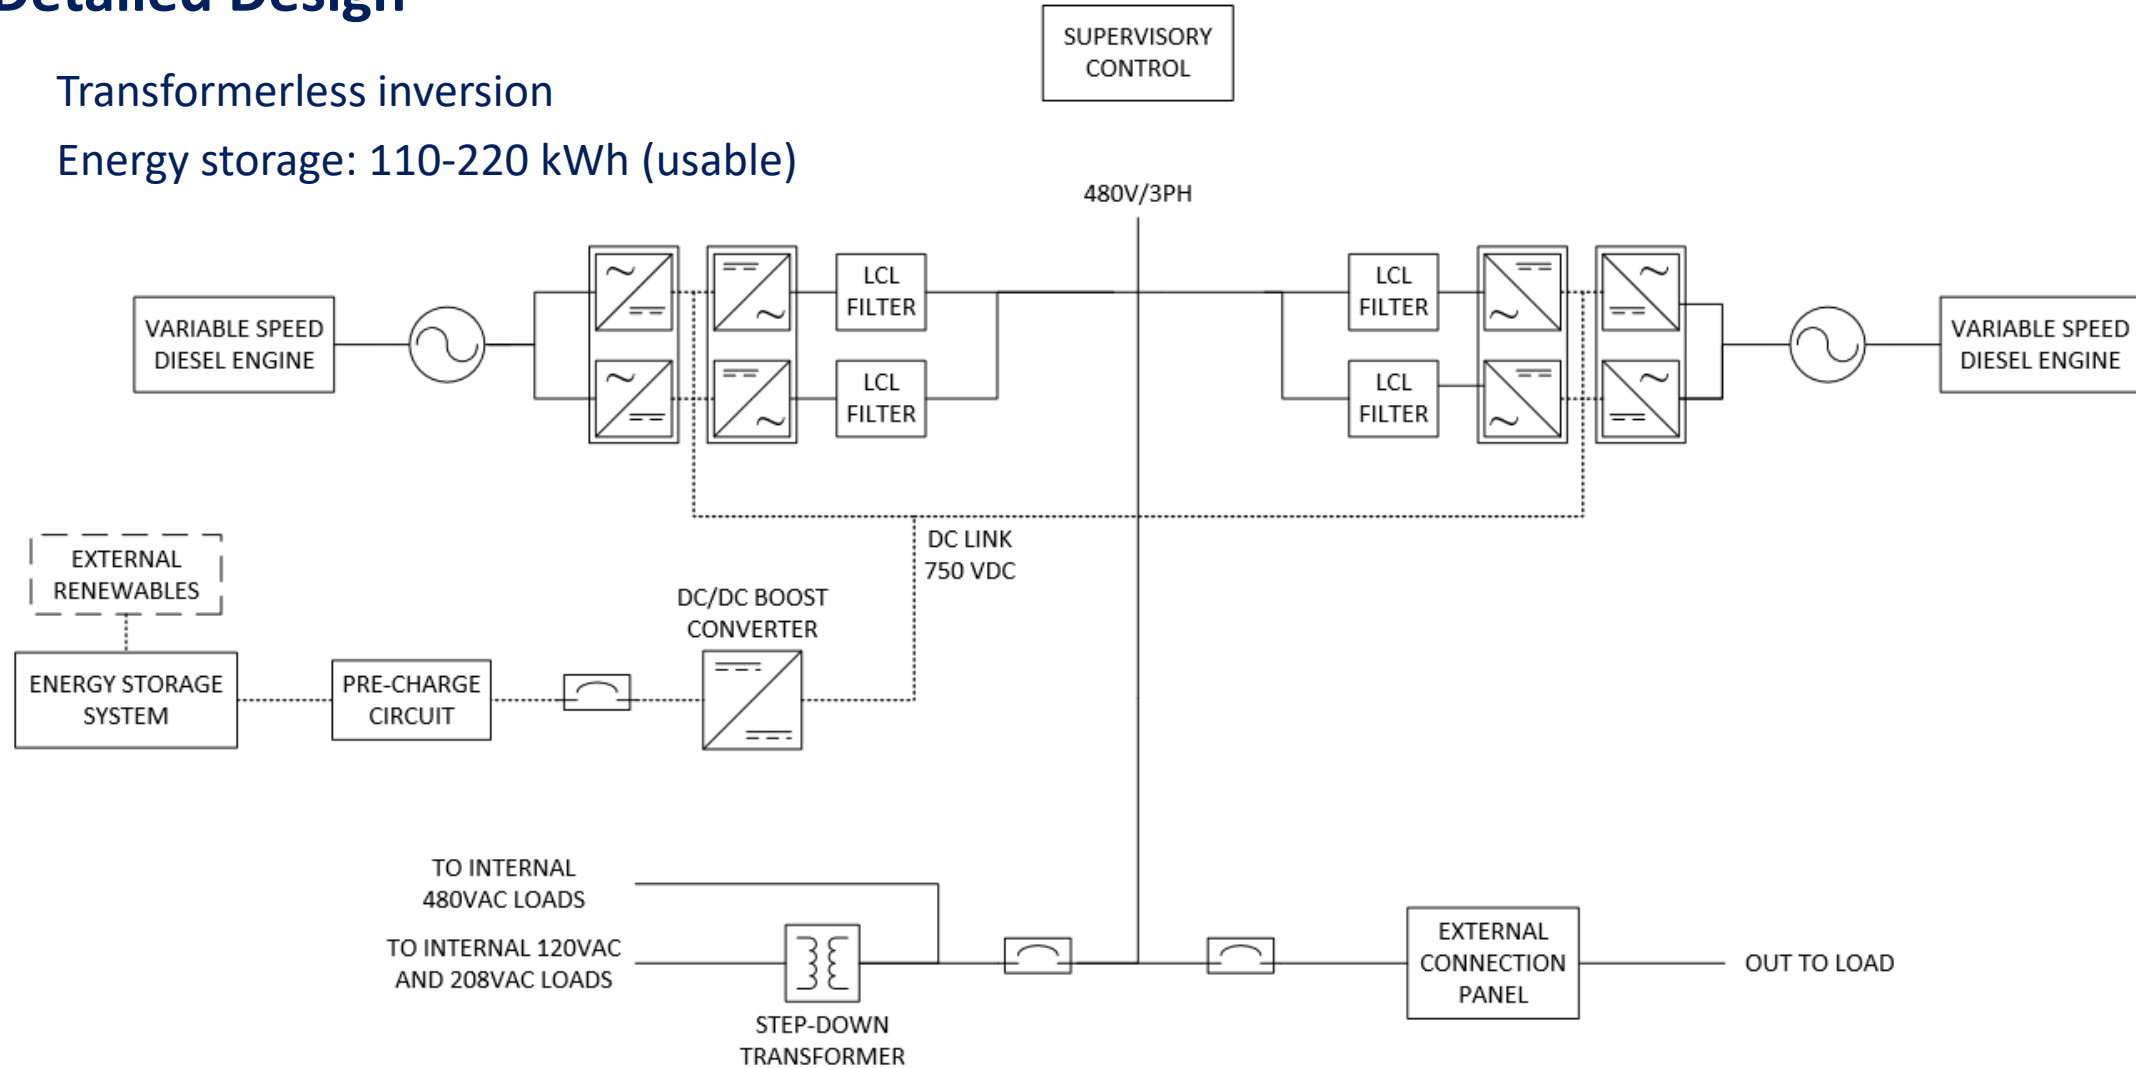 Detailed Design
Transformerless inversion
Energy storage: 110-220 kWh (usable)
SUPERVISORY
CONTROL
480V/3PH
VARIABLE SPEED
DIESEL ENGINE
LCL
FILTER
LCL
FILTER
LCL
FILTER
LCL
FILTER
VARIABLE SPEED
DIESEL ENGINE
DC LINK
750 VDC
EXTERNAL
RENEWABLES
ENERGY STORAGE
SYSTEM
PRE-CHARGE
CIRCUIT
DC/DC BOOST
CONVERTER
TO INTERNAL
480VAC LOADS
TO INTERNAL 120VAC
AND 208VAC LOADS
STEP-DOWN
TRANSFORMER
EXTERNAL
CONNECTION
PANEL
OUT TO LOAD